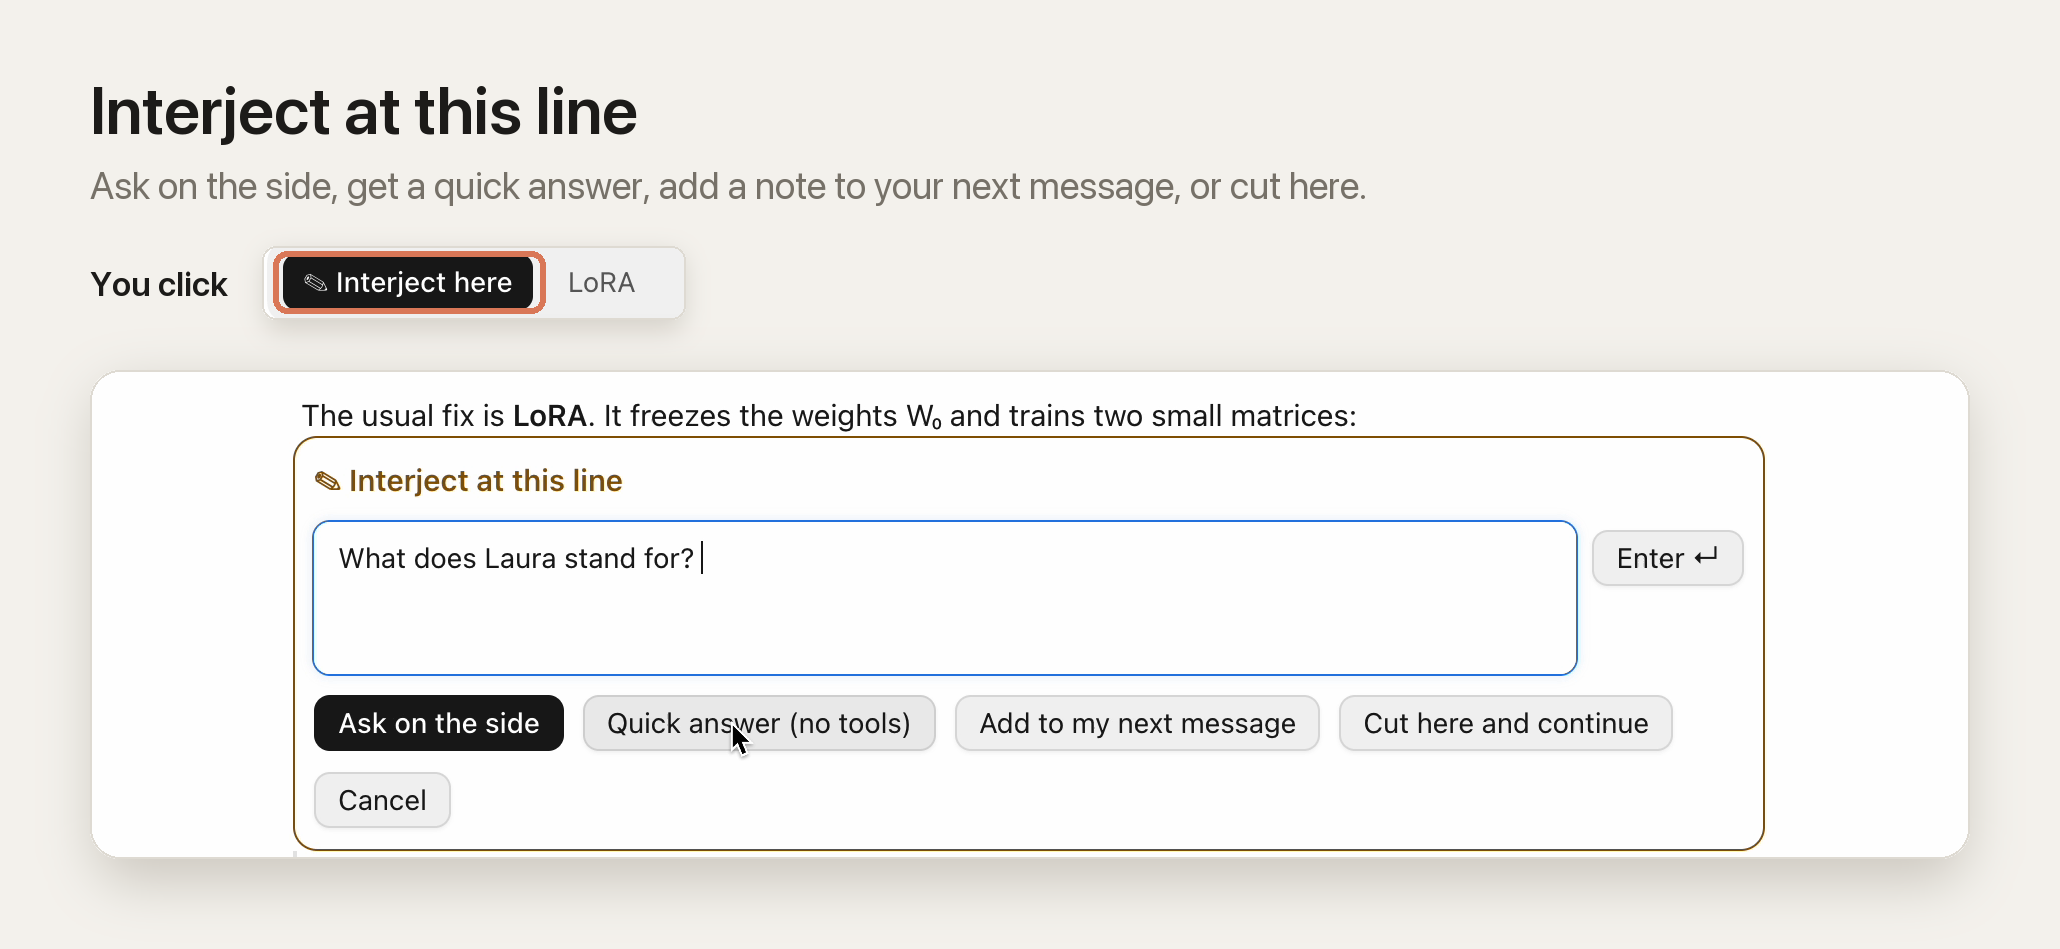 Interject at this line
Ask on the side, get a quick answer, add a note to your next message, or cut here.
You click
✎ Interject here LoRA
The usual fix is LoRA. It freezes the weights W₀ and trains two small matrices:
✎ Interject at this line
What does Laura stand for?
Enter ↵
Ask on the side
Quick answer (no tools)
Add to my next message
Cut here and continue
Cancel